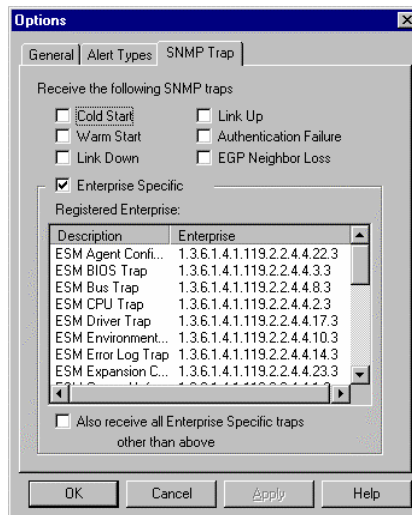 Options
General Alert Types SNMP Trap
Receive the following SNMP traps
Cold Start Link Up
Warm Start Authentication Failure
Link Down EGP Neighbor Loss
Enterprise Specific
Registered Enterprise:
Description Enterprise
ESM Agent Confi... 1.3.6.1.4.1.119.2.2.4.4.22.3
ESM BIOS Trap 1.3.6.1.4.1.119.2.2.4.4.3.3
ESM Bus Trap 1.3.6.1.4.1.119.2.2.4.4.8.3
ESM CPU Trap 1.3.6.1.4.1.119.2.2.4.4.2.3
ESM Driver Trap 1.3.6.1.4.1.119.2.2.4.4.17.3
ESM Environment... 1.3.6.1.4.1.119.2.2.4.4.10.3
ESM Error Log Trap 1.3.6.1.4.1.119.2.2.4.4.14.3
ESM Expansion C... 1.3.6.1.4.1.119.2.2.4.4.23.3
Also receive all Enterprise Specific traps
other than above
OK Cancel Apply Help